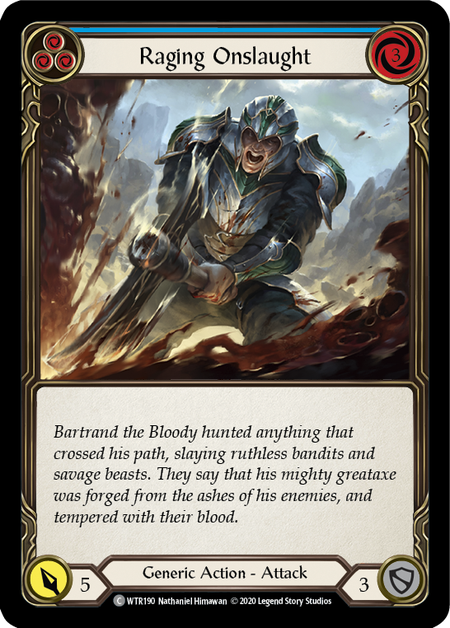 Raging Onslaught
3
Bartrand the Bloody hunted anything that
crossed his path, slaying ruthless bandits and
savage beasts. They say that his mighty greataxe
was forged from the ashes of his enemies, and
tempered with their blood.
5
Generic Action - Attack
3
C WTR190 Nathaniel Himawan © 2020 Legend Story Studios